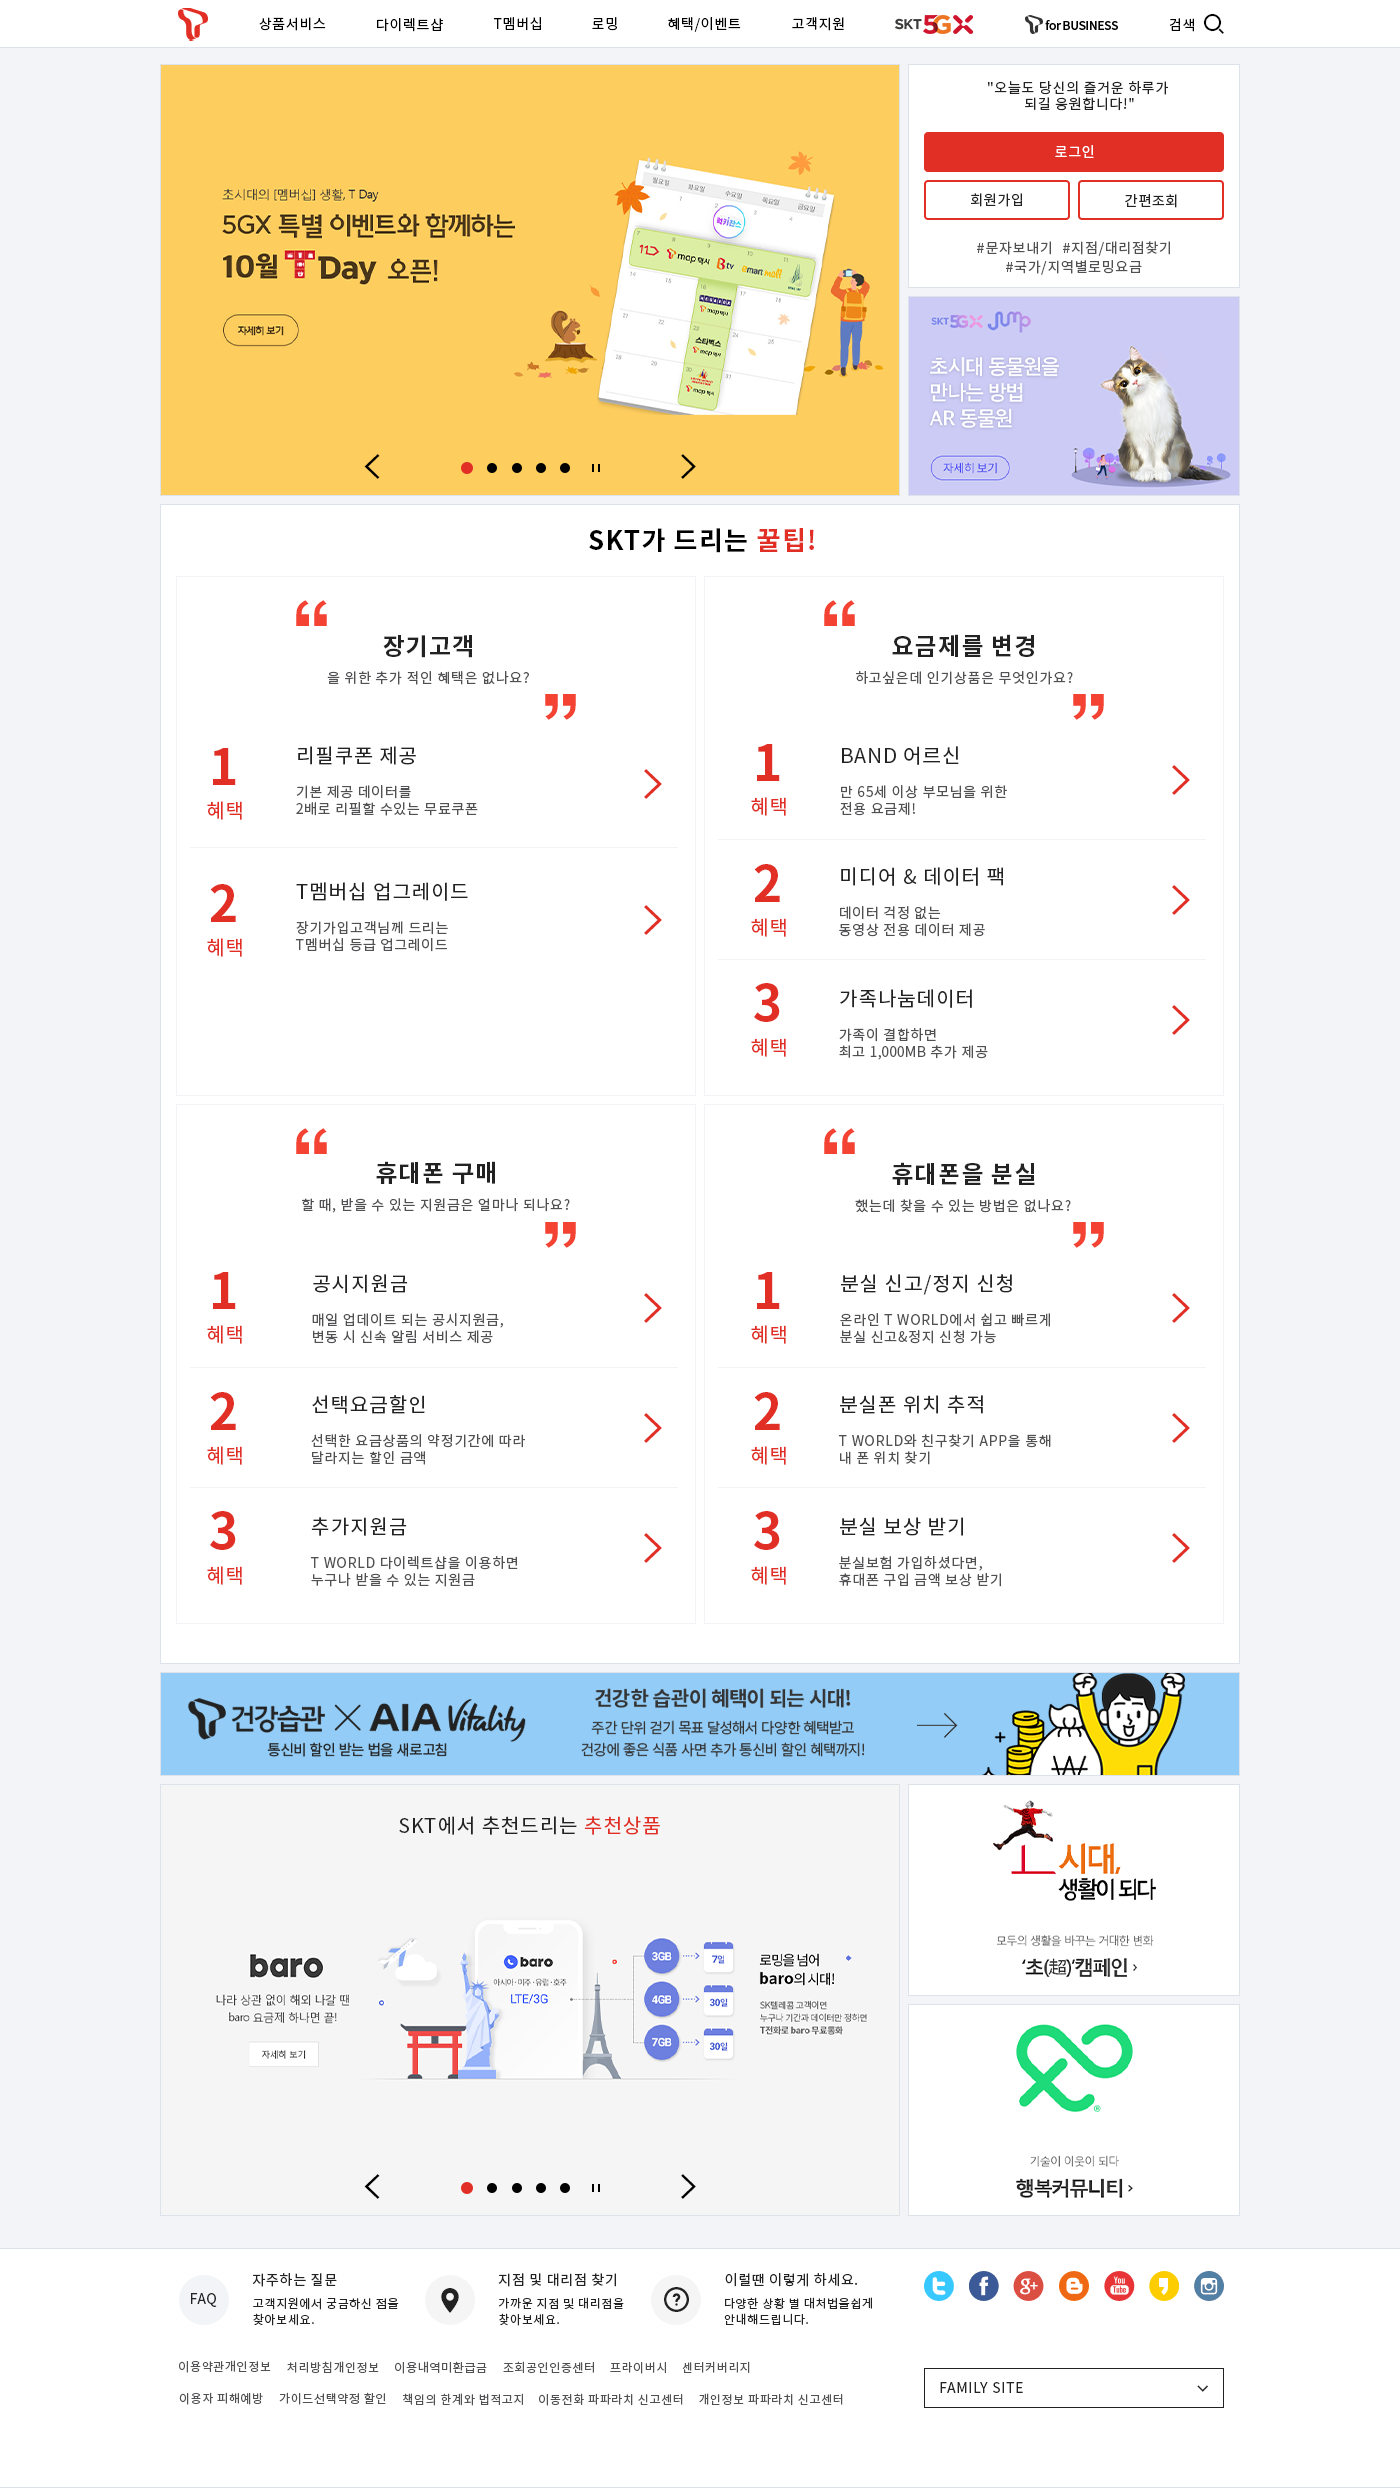 상품서비스 다이렉트샵 T멤버십 로밍 혜택/이벤트 고객지원 SKT 5GX for BUSINESS 검색
초시대의 [멤버십] 생활, T Day
5GX 특별 이벤트와 함께하는
10월 T Day 오픈!
자세히 보기
월요일 화요일 수요일 목요일 금요일
럭키찬스
11 map 택시 B tv emart mall
map 택시
스타벅스
map 택시
map 택시
"오늘도 당신의 즐거운 하루가
되길 응원합니다!"
로그인
회원가입 간편조회
#문자보내기 #지점/대리점찾기
#국가/지역별로밍요금
SKT 5GX JUMP
초시대 동물원을
만나는 방법
AR 동물원
자세히 보기
SKT가 드리는 꿀팁!
장기고객
을 위한 추가 적인 혜택은 없나요?
1 혜택
리필쿠폰 제공
기본 제공 데이터를
2배로 리필할 수있는 무료쿠폰
2 혜택
T멤버십 업그레이드
장기가입고객님께 드리는
T멤버십 등급 업그레이드
요금제를 변경
하고싶은데 인기상품은 무엇인가요?
1 혜택
BAND 어르신
만 65세 이상 부모님을 위한
전용 요금제!
2 혜택
미디어 & 데이터 팩
데이터 걱정 없는
동영상 전용 데이터 제공
3 혜택
가족나눔데이터
가족이 결합하면
최고 1,000MB 추가 제공
휴대폰 구매
할 때, 받을 수 있는 지원금은 얼마나 되나요?
1 혜택
공시지원금
매일 업데이트 되는 공시지원금,
변동 시 신속 알림 서비스 제공
2 혜택
선택요금할인
선택한 요금상품의 약정기간에 따라
달라지는 할인 금액
3 혜택
추가지원금
T WORLD 다이렉트샵을 이용하면
누구나 받을 수 있는 지원금
휴대폰을 분실
했는데 찾을 수 있는 방법은 없나요?
1 혜택
분실 신고/정지 신청
온라인 T WORLD에서 쉽고 빠르게
분실 신고&정지 신청 가능
2 혜택
분실폰 위치 추적
T WORLD와 친구찾기 APP을 통해
내 폰 위치 찾기
3 혜택
분실 보상 받기
분실보험 가입하셨다면,
휴대폰 구입 금액 보상 받기
건강습관 × AIA Vitality
통신비 할인 받는 법을 새로고침
건강한 습관이 혜택이 되는 시대!
주간 단위 걷기 목표 달성해서 다양한 혜택받고
건강에 좋은 식품 사면 추가 통신비 할인 혜택까지!
₩
SKT에서 추천드리는 추천상품
baro
나라 상관 없이 해외 나갈 땐
baro 요금제 하나면 끝!
자세히 보기
baro
아시아·미주·유럽·호주
LTE/3G
3GB 7일
4GB 30일
7GB 30일
로밍을 넘어
baro의 시대!
SK텔레콤 고객이면
누구나 기간과 데이터만 정하면
T전화로 baro 무료통화
초시대,
생활이 되다
모두의 생활을 바꾸는 거대한 변화
'초(超)'캠페인 ›
기술이 이웃이 되다
행복커뮤니티 ›
FAQ
자주하는 질문
고객지원에서 궁금하신 점을
찾아보세요.
지점 및 대리점 찾기
가까운 지점 및 대리점을
찾아보세요.
이럴땐 이렇게 하세요.
다양한 상황 별 대처법을쉽게
안내해드립니다.
이용약관개인정보 처리방침개인정보 이용내역미환급금 조회공인인증센터 프라이버시 센터커버리지
이용자 피해예방 가이드선택약정 할인 책임의 한계와 법적고지 이동전화 파파라치 신고센터 개인정보 파파라치 신고센터
FAMILY SITE